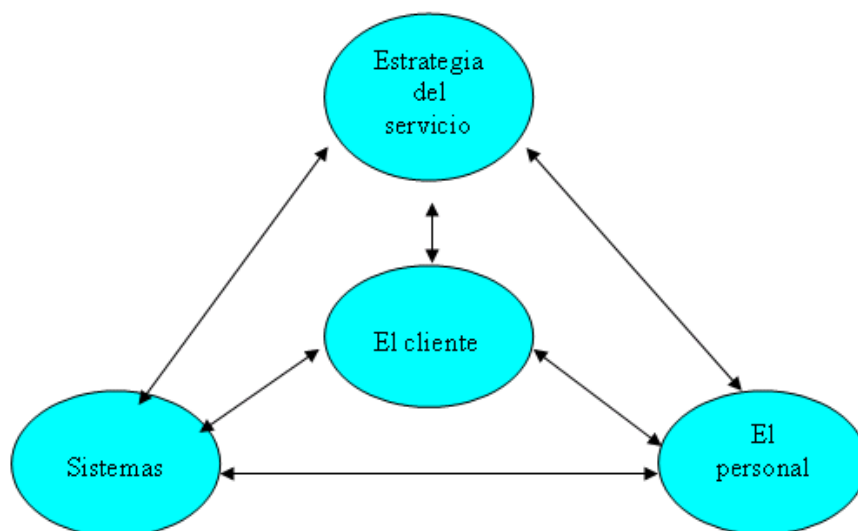 Estrategia
del
servicio
El cliente
Sistemas
El
personal